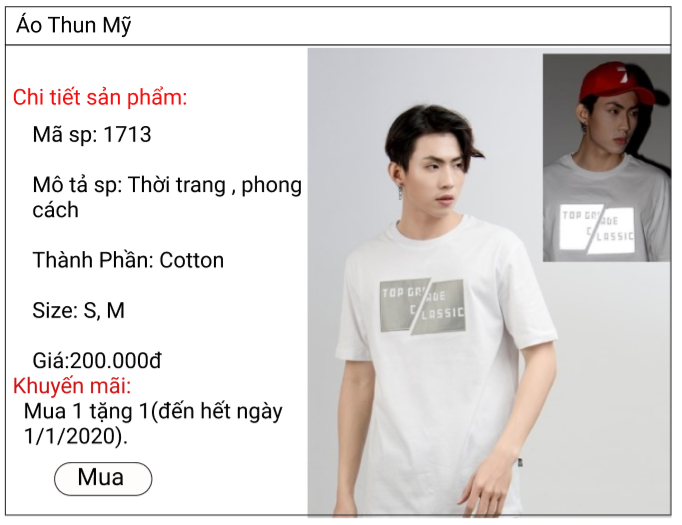 Áo Thun Mỹ
Chi tiết sản phẩm:
Mã sp: 1713
Mô tả sp: Thời trang , phong
cách
Thành Phần: Cotton
Size: S, M
Giá:200.000đ
Khuyến mãi:
Mua 1 tặng 1(đến hết ngày
1/1/2020).
Mua
TOP GRADE
CLASSIC
TOP GRADE
CLASSIC